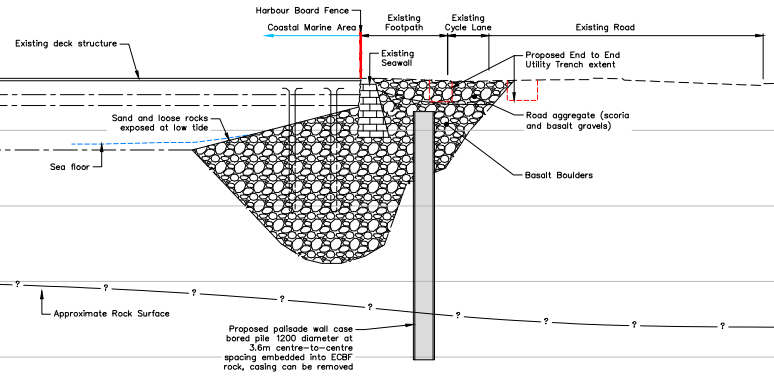 Harbour Board Fence
Coastal Marine Area
Existing
Footpath
Existing
Cycle Lane
Existing Road
Existing deck structure
Existing
Seawall
Proposed End to End
Utility Trench extent
Sand and loose rocks
exposed at low tide
Road aggregate (scoria
and basalt gravels)
Sea floor
Basalt Boulders
? ? ? ? ? ? ? ? ?
Approximate Rock Surface
Proposed palisade wall case
bored pile 1200 diameter at
3.6m centre-to-centre
spacing embedded into ECBF
rock, casing can be removed